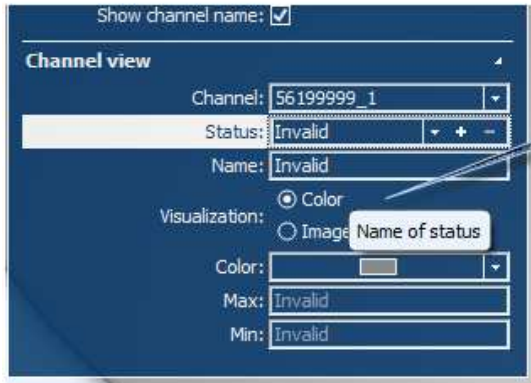 Show channel name:
Channel view
Channel: 56199999_1
Status: Invalid
Name: Invalid
Visualization: Color
Image
Name of status
Color:
Max: Invalid
Min: Invalid